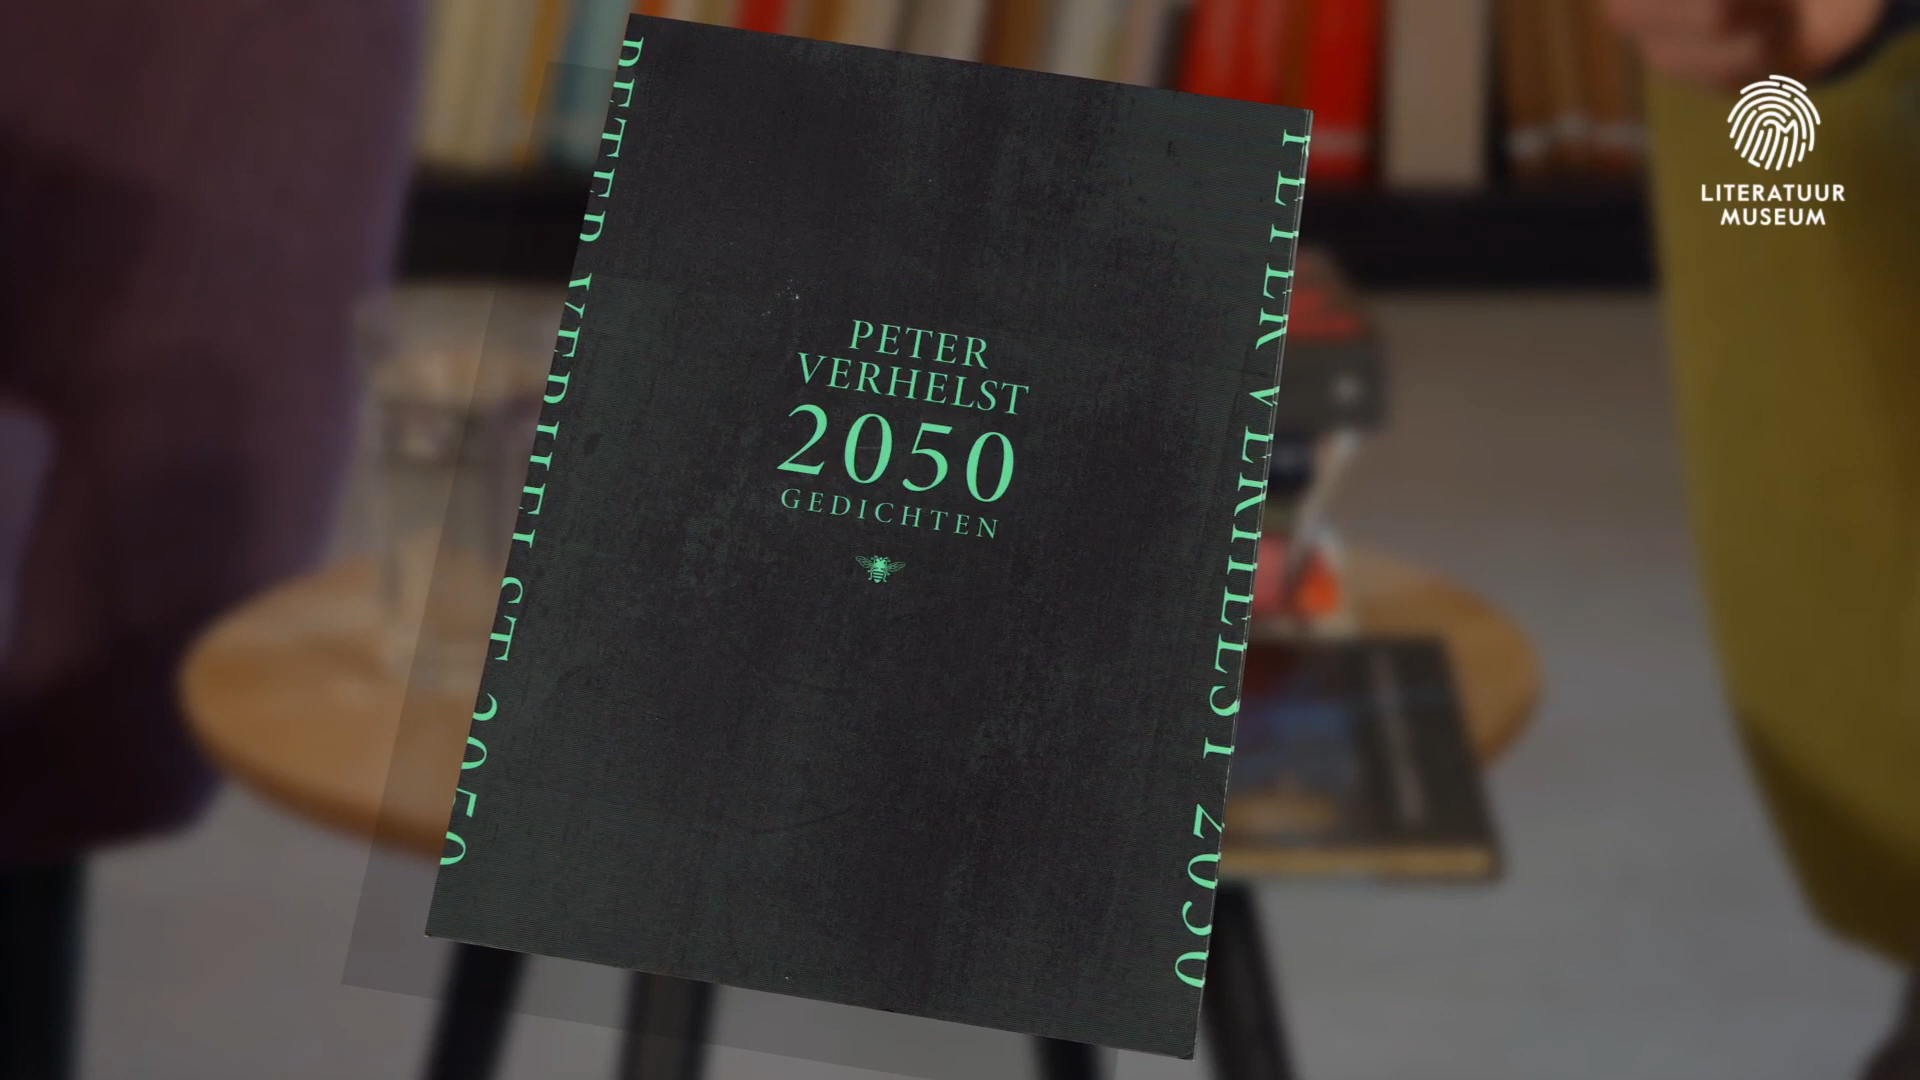 PETER VERHELST 2050
PETER
VERHELST
2050
GEDICHTEN
PETER VERHELST 2050
LITERATUUR
MUSEUM